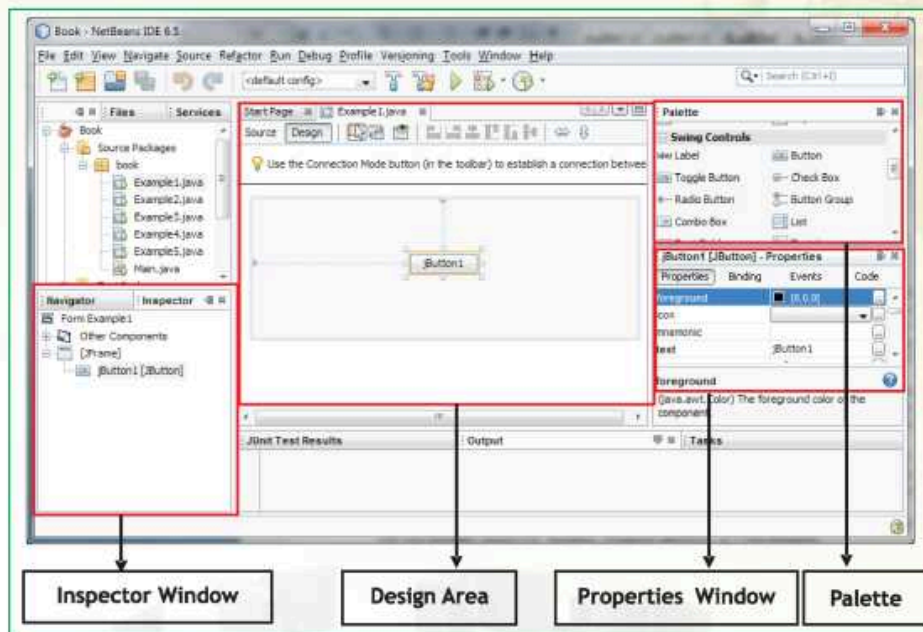 Book - NetBeans IDE 6.5
File Edit View Navigate Source Refactor Run Debug Profile Versioning Tools Window Help
<default config>
Search (Ctrl+I)
Files Services
Book
Source Packages
book
Example1.java
Example2.java
Example3.java
Example4.java
Example5.java
Main.java
Navigator Inspector
Form Example1
Other Components
[JFrame]
jButton1 [JButton]
Start Page Example1.java
Source Design
Use the Connection Mode button (in the toolbar) to establish a connection between
jButton1
Palette
Swing Controls
Label Button
Toggle Button Check Box
Radio Button Button Group
Combo Box List
jButton1 [JButton] - Properties
Properties Binding Events Code
foreground [0,0,0]
icon
mnemonic
text jButton1
foreground
(java.awt.Color) The foreground color of the
component.
JUnit Test Results Output Tasks
Inspector Window
Design Area
Properties Window
Palette